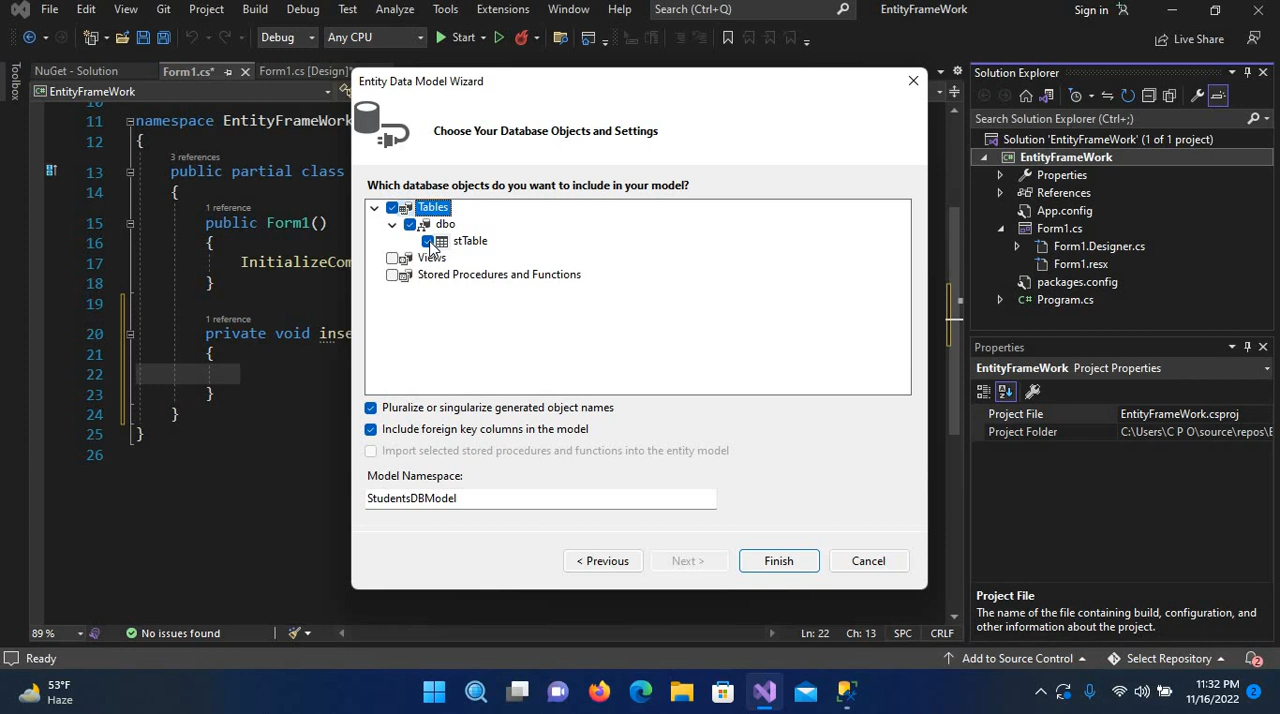 File Edit View Git Project Build Debug Test Analyze Tools Extensions Window Help Search (Ctrl+Q) EntityFrameWork Sign in
Debug Any CPU Start Live Share
NuGet - Solution Form1.cs* Form1.cs [Design]*
EntityFrameWork
10
11 namespace EntityFrameWork
12 {
3 references
13 public partial class
14 {
1 reference
15 public Form1()
16 {
17 InitializeCom
18 }
19
1 reference
20 private void inse
21 {
22
23 }
24 }
25 }
26
89 % No issues found Ln: 22 Ch: 13 SPC CRLF
Toolbox
Entity Data Model Wizard
Choose Your Database Objects and Settings
Which database objects do you want to include in your model?
Tables
dbo
stTable
Views
Stored Procedures and Functions
Pluralize or singularize generated object names
Include foreign key columns in the model
Import selected stored procedures and functions into the entity model
Model Namespace:
StudentsDBModel
< Previous Next > Finish Cancel
Solution Explorer
Search Solution Explorer (Ctrl+;)
Solution 'EntityFrameWork' (1 of 1 project)
EntityFrameWork
Properties
References
App.config
Form1.cs
Form1.Designer.cs
Form1.resx
packages.config
Program.cs
Properties
EntityFrameWork Project Properties
Project File EntityFrameWork.csproj
Project Folder C:\Users\C P O\source\repos\E
Project File
The name of the file containing build, configuration, and
other information about the project.
Ready Add to Source Control Select Repository 2
53°F
Haze
11:32 PM
11/16/2022 2